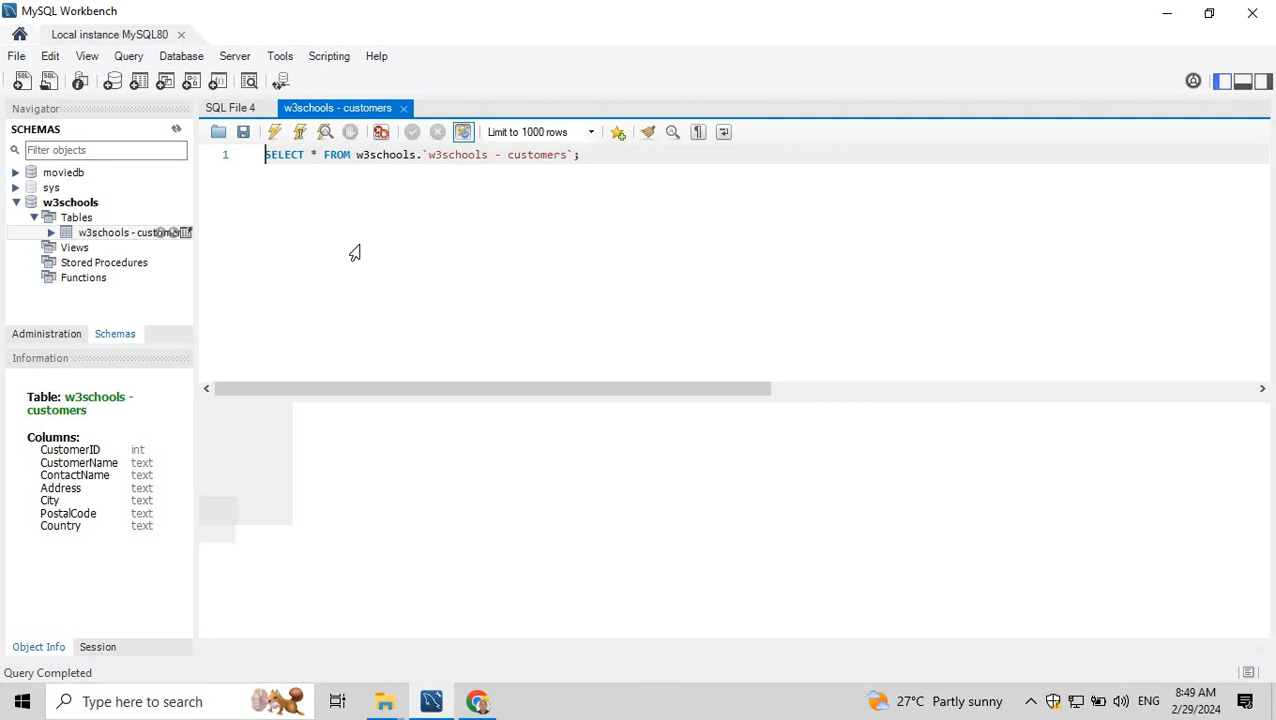 MySQL Workbench
Local instance MySQL80
File Edit View Query Database Server Tools Scripting Help
Navigator
SCHEMAS
Filter objects
moviedb
sys
w3schools
Tables
w3schools - customers
Views
Stored Procedures
Functions
Administration Schemas
Information
Table: w3schools -
customers
Columns:
CustomerID int
CustomerName text
ContactName text
Address text
City text
PostalCode text
Country text
Object Info Session
SQL File 4 w3schools - customers
Limit to 1000 rows
1 SELECT * FROM w3schools.`w3schools - customers`;
Query Completed
Type here to search
27°C Partly sunny
ENG
8:49 AM
2/29/2024